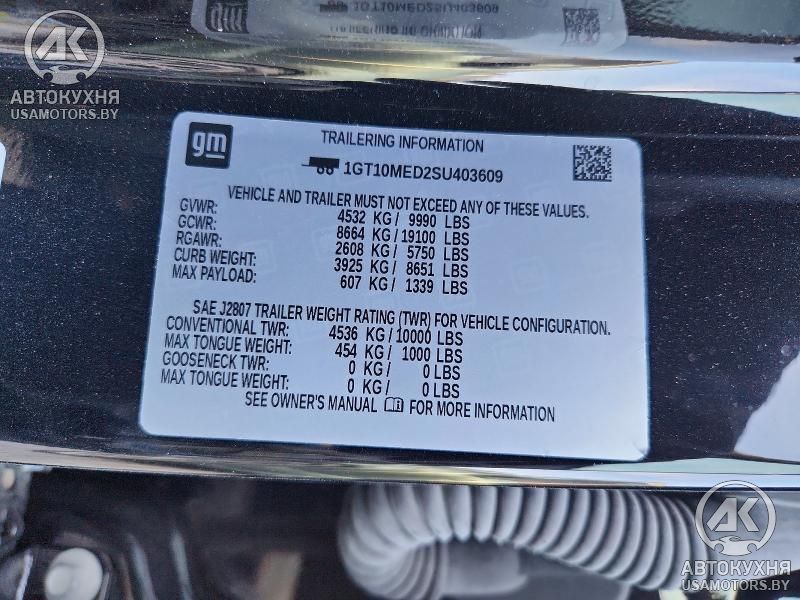 1GT10MED2SU403609
AK
АВТОКУХНЯ
USAMOTORS.BY
gm
TRAILERING INFORMATION
1GT10MED2SU403609
VEHICLE AND TRAILER MUST NOT EXCEED ANY OF THESE VALUES.
GVWR: 4532 KG / 9990 LBS
GCWR: 8664 KG / 19100 LBS
RGAWR: 2608 KG / 5750 LBS
CURB WEIGHT: 3925 KG / 8651 LBS
MAX PAYLOAD: 607 KG / 1339 LBS
SAE J2807 TRAILER WEIGHT RATING (TWR) FOR VEHICLE CONFIGURATION.
CONVENTIONAL TWR: 4536 KG / 10000 LBS
MAX TONGUE WEIGHT: 454 KG / 1000 LBS
GOOSENECK TWR: 0 KG / 0 LBS
MAX TONGUE WEIGHT: 0 KG / 0 LBS
SEE OWNER'S MANUAL FOR MORE INFORMATION
AK
АВТОКУХНЯ
USAMOTORS.BY